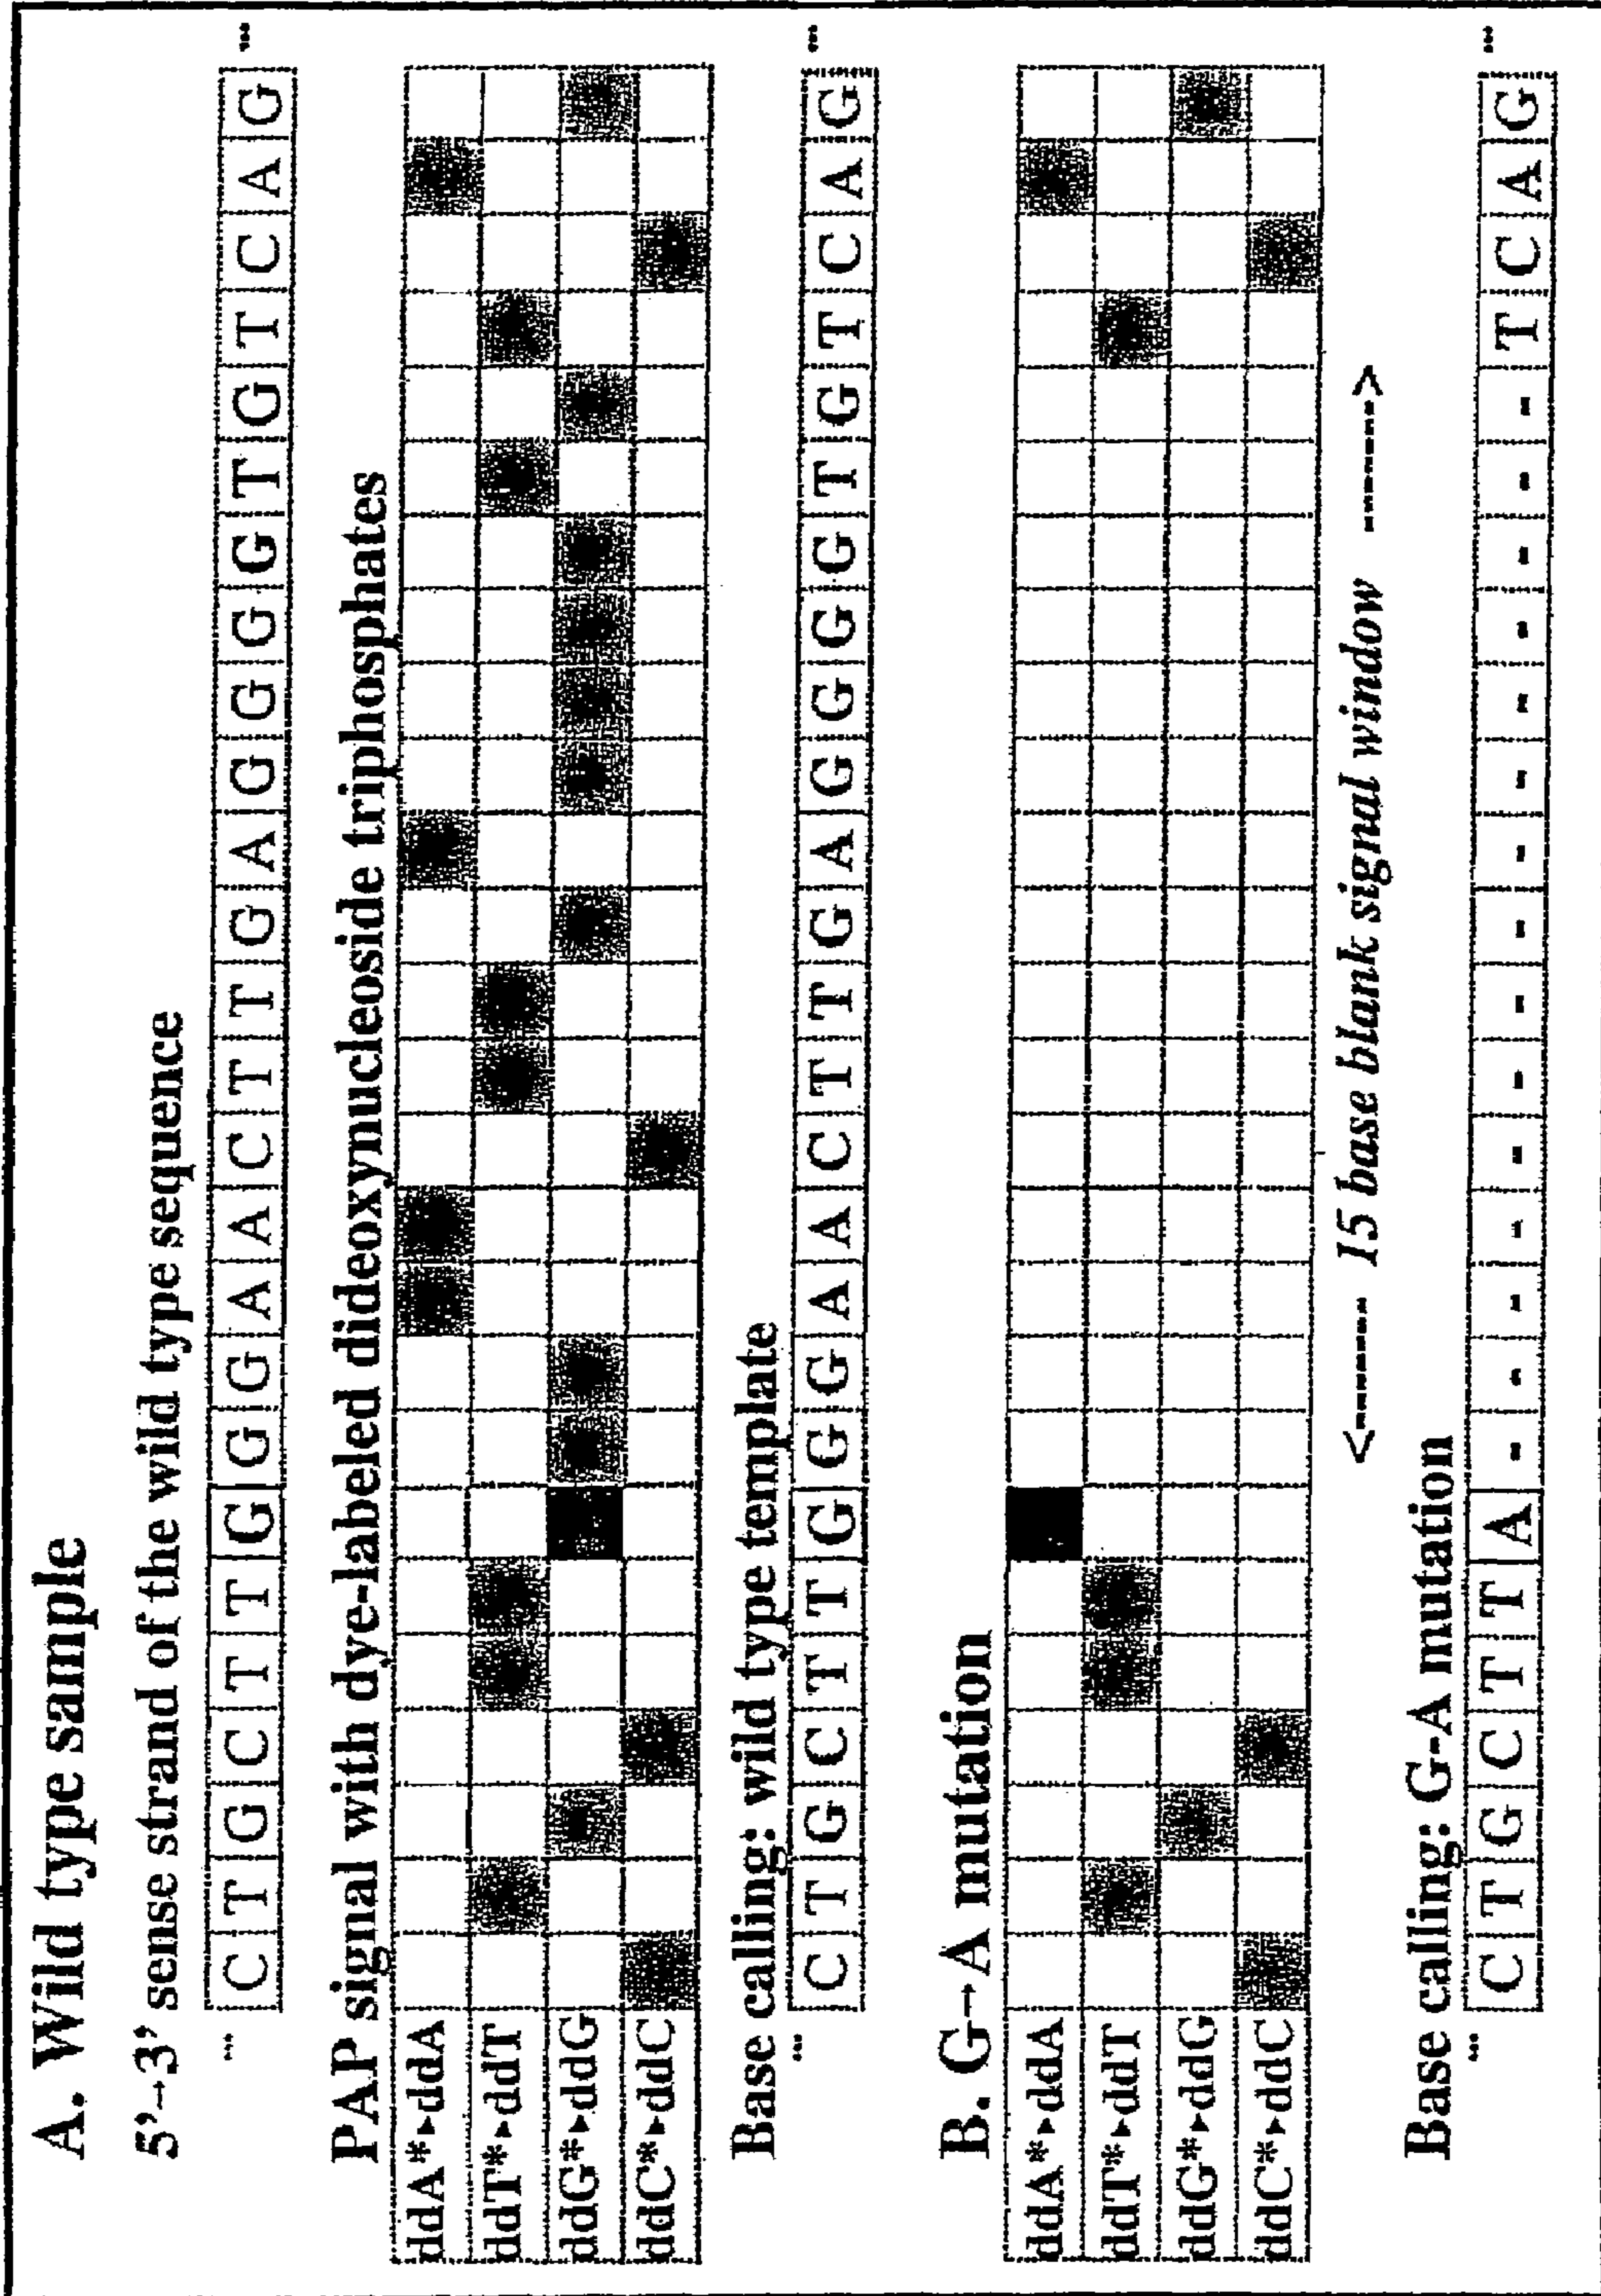 A. Wild type sample
5'→3' sense strand of the wild type sequence
... C T G C T T G G G A A C T T G A G G G G T G T C A G ...
PAP signal with dye-labeled dideoxynucleoside triphosphates
ddA*▸ddA
ddT*▸ddT
ddG*▸ddG
ddC*▸ddC
Base calling: wild type template
... C T G C T T G G G A A C T T G A G G G G T G T C A G ...
B. G→A mutation
ddA*▸ddA
ddT*▸ddT
ddG*▸ddG
ddC*▸ddC
<------ 15 base blank signal window ------>
Base calling: G-A mutation
... C T G C T T A - - - - - - - - - - - - - - - T C A G ...